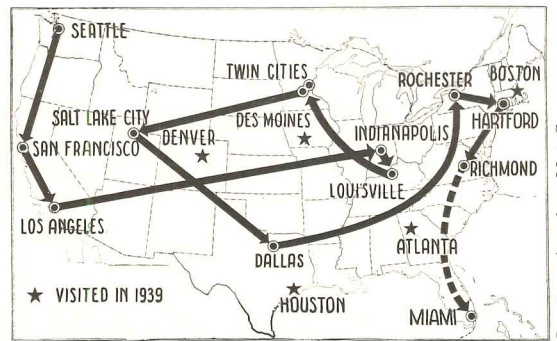 SEATTLE
TWIN CITIES
ROCHESTER
BOSTON
SALT LAKE CITY
DES MOINES
HARTFORD
DENVER
INDIANAPOLIS
SAN FRANCISCO
RICHMOND
LOUISVILLE
LOS ANGELES
DALLAS
ATLANTA
★ VISITED IN 1939
HOUSTON
MIAMI